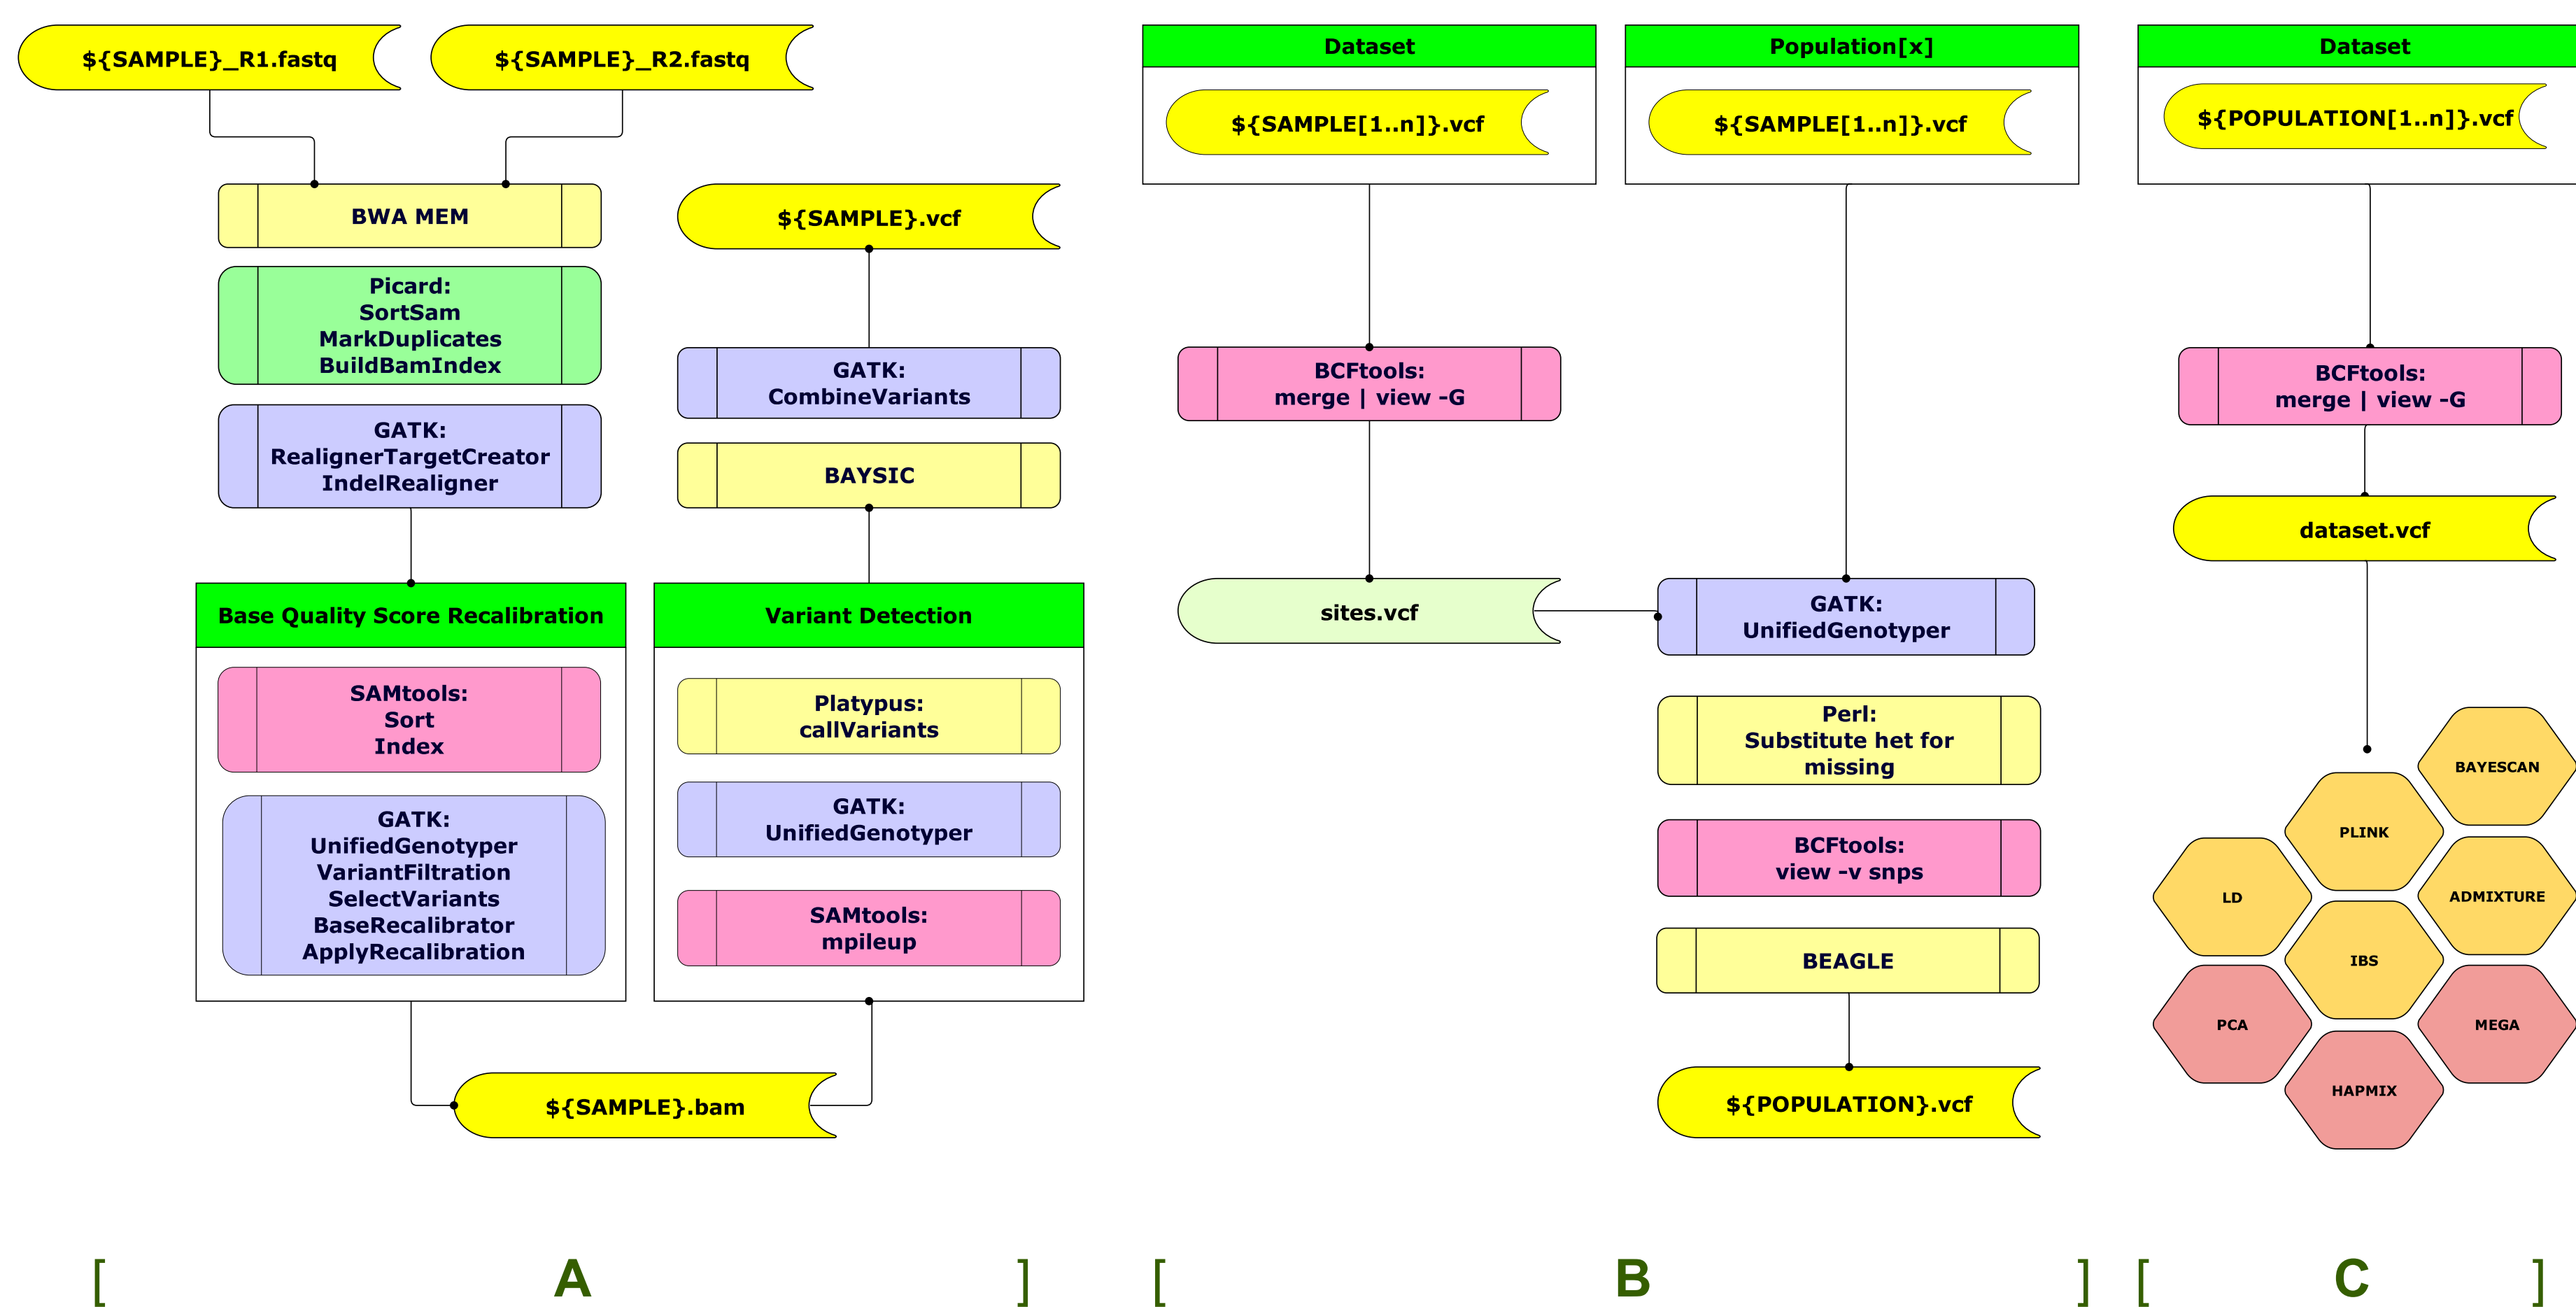 ${SAMPLE}_R1.fastq
${SAMPLE}_R2.fastq
BWA MEM
Picard:
SortSam
MarkDuplicates
BuildBamIndex
GATK:
RealignerTargetCreator
IndelRealigner
Base Quality Score Recalibration
SAMtools:
Sort
Index
GATK:
UnifiedGenotyper
VariantFiltration
SelectVariants
BaseRecalibrator
ApplyRecalibration
${SAMPLE}.bam
${SAMPLE}.vcf
GATK:
CombineVariants
BAYSIC
Variant Detection
Platypus:
callVariants
GATK:
UnifiedGenotyper
SAMtools:
mpileup
[ A ]
Dataset
${SAMPLE[1..n]}.vcf
BCFtools:
merge | view -G
sites.vcf
Population[x]
${SAMPLE[1..n]}.vcf
GATK:
UnifiedGenotyper
Perl:
Substitute het for
missing
BCFtools:
view -v snps
BEAGLE
${POPULATION}.vcf
[ B ]
Dataset
${POPULATION[1..n]}.vcf
BCFtools:
merge | view -G
dataset.vcf
BAYESCAN
PLINK
LD
ADMIXTURE
IBS
PCA
MEGA
HAPMIX
[ C ]